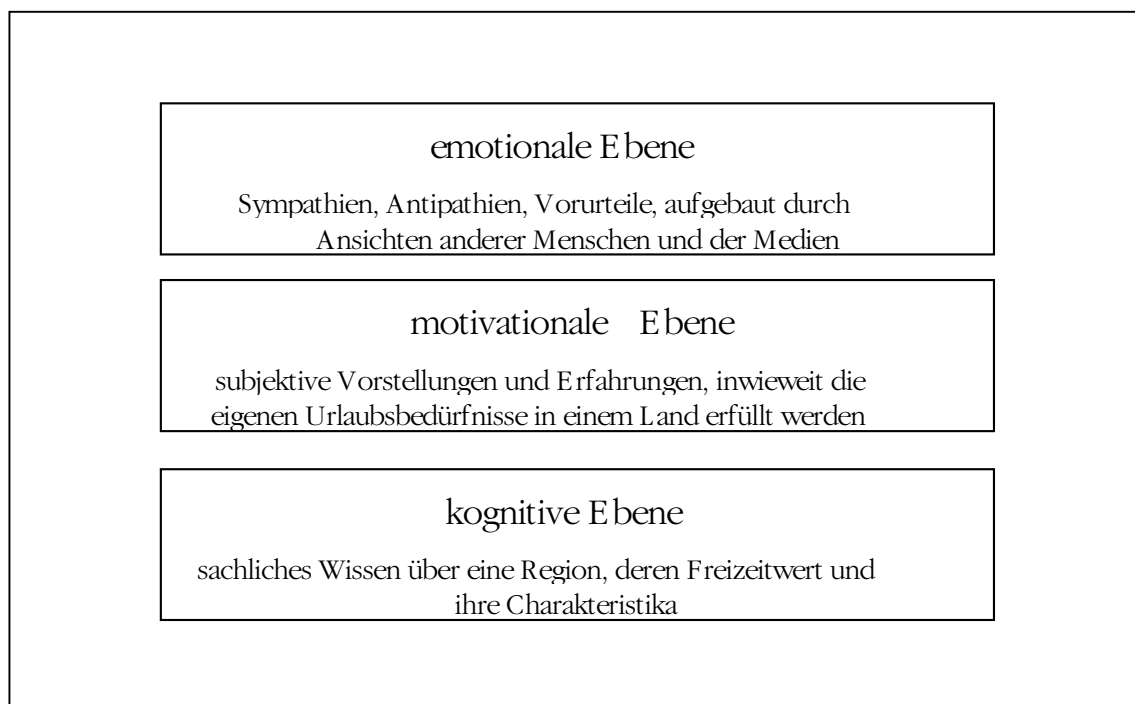 emotionale Ebene
Sympathien, Antipathien, Vorurteile, aufgebaut durch
Ansichten anderer Menschen und der Medien
motivationale Ebene
subjektive Vorstellungen und Erfahrungen, inwieweit die
eigenen Urlaubsbedürfnisse in einem Land erfüllt werden
kognitive Ebene
sachliches Wissen über eine Region, deren Freizeitwert und
ihre Charakteristika